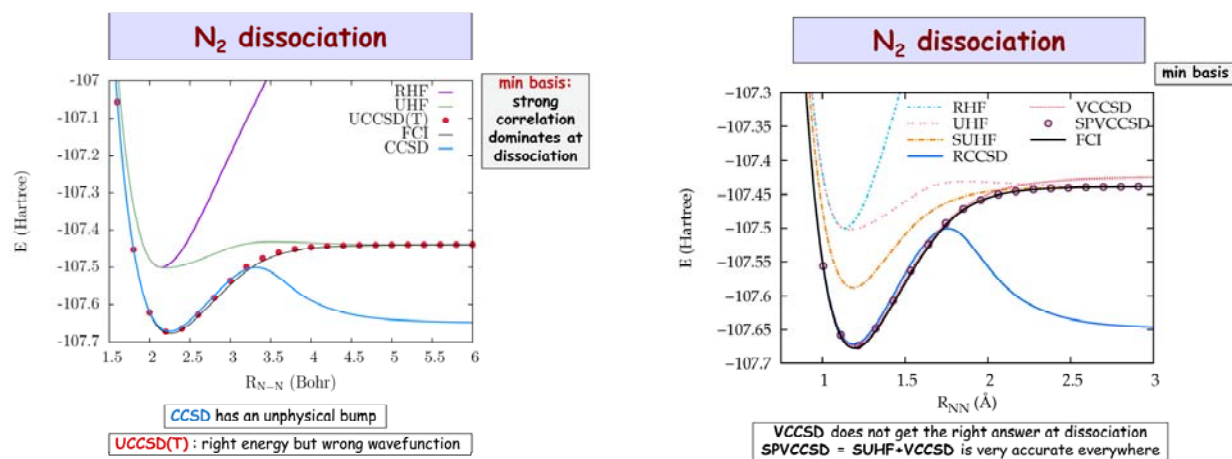 N₂ dissociation
-107
-107.1
-107.2
-107.3
-107.4
-107.5
-107.6
-107.7
E (Hartree)
1.5 2 2.5 3 3.5 4 4.5 5 5.5 6
R_N−N (Bohr)
RHF
UHF
UCCSD(T)
FCI
CCSD
min basis:
strong
correlation
dominates at
dissociation
CCSD has an unphysical bump
UCCSD(T) : right energy but wrong wavefunction
N₂ dissociation
min basis
−107.3
−107.35
−107.4
−107.45
−107.5
−107.55
−107.6
−107.65
−107.7
E (Hartree)
1 1.5 2 2.5 3
R_NN (Å)
RHF
UHF
SUHF
RCCSD
VCCSD
SPVCCSD
FCI
VCCSD does not get the right answer at dissociation
SPVCCSD = SUHF+VCCSD is very accurate everywhere